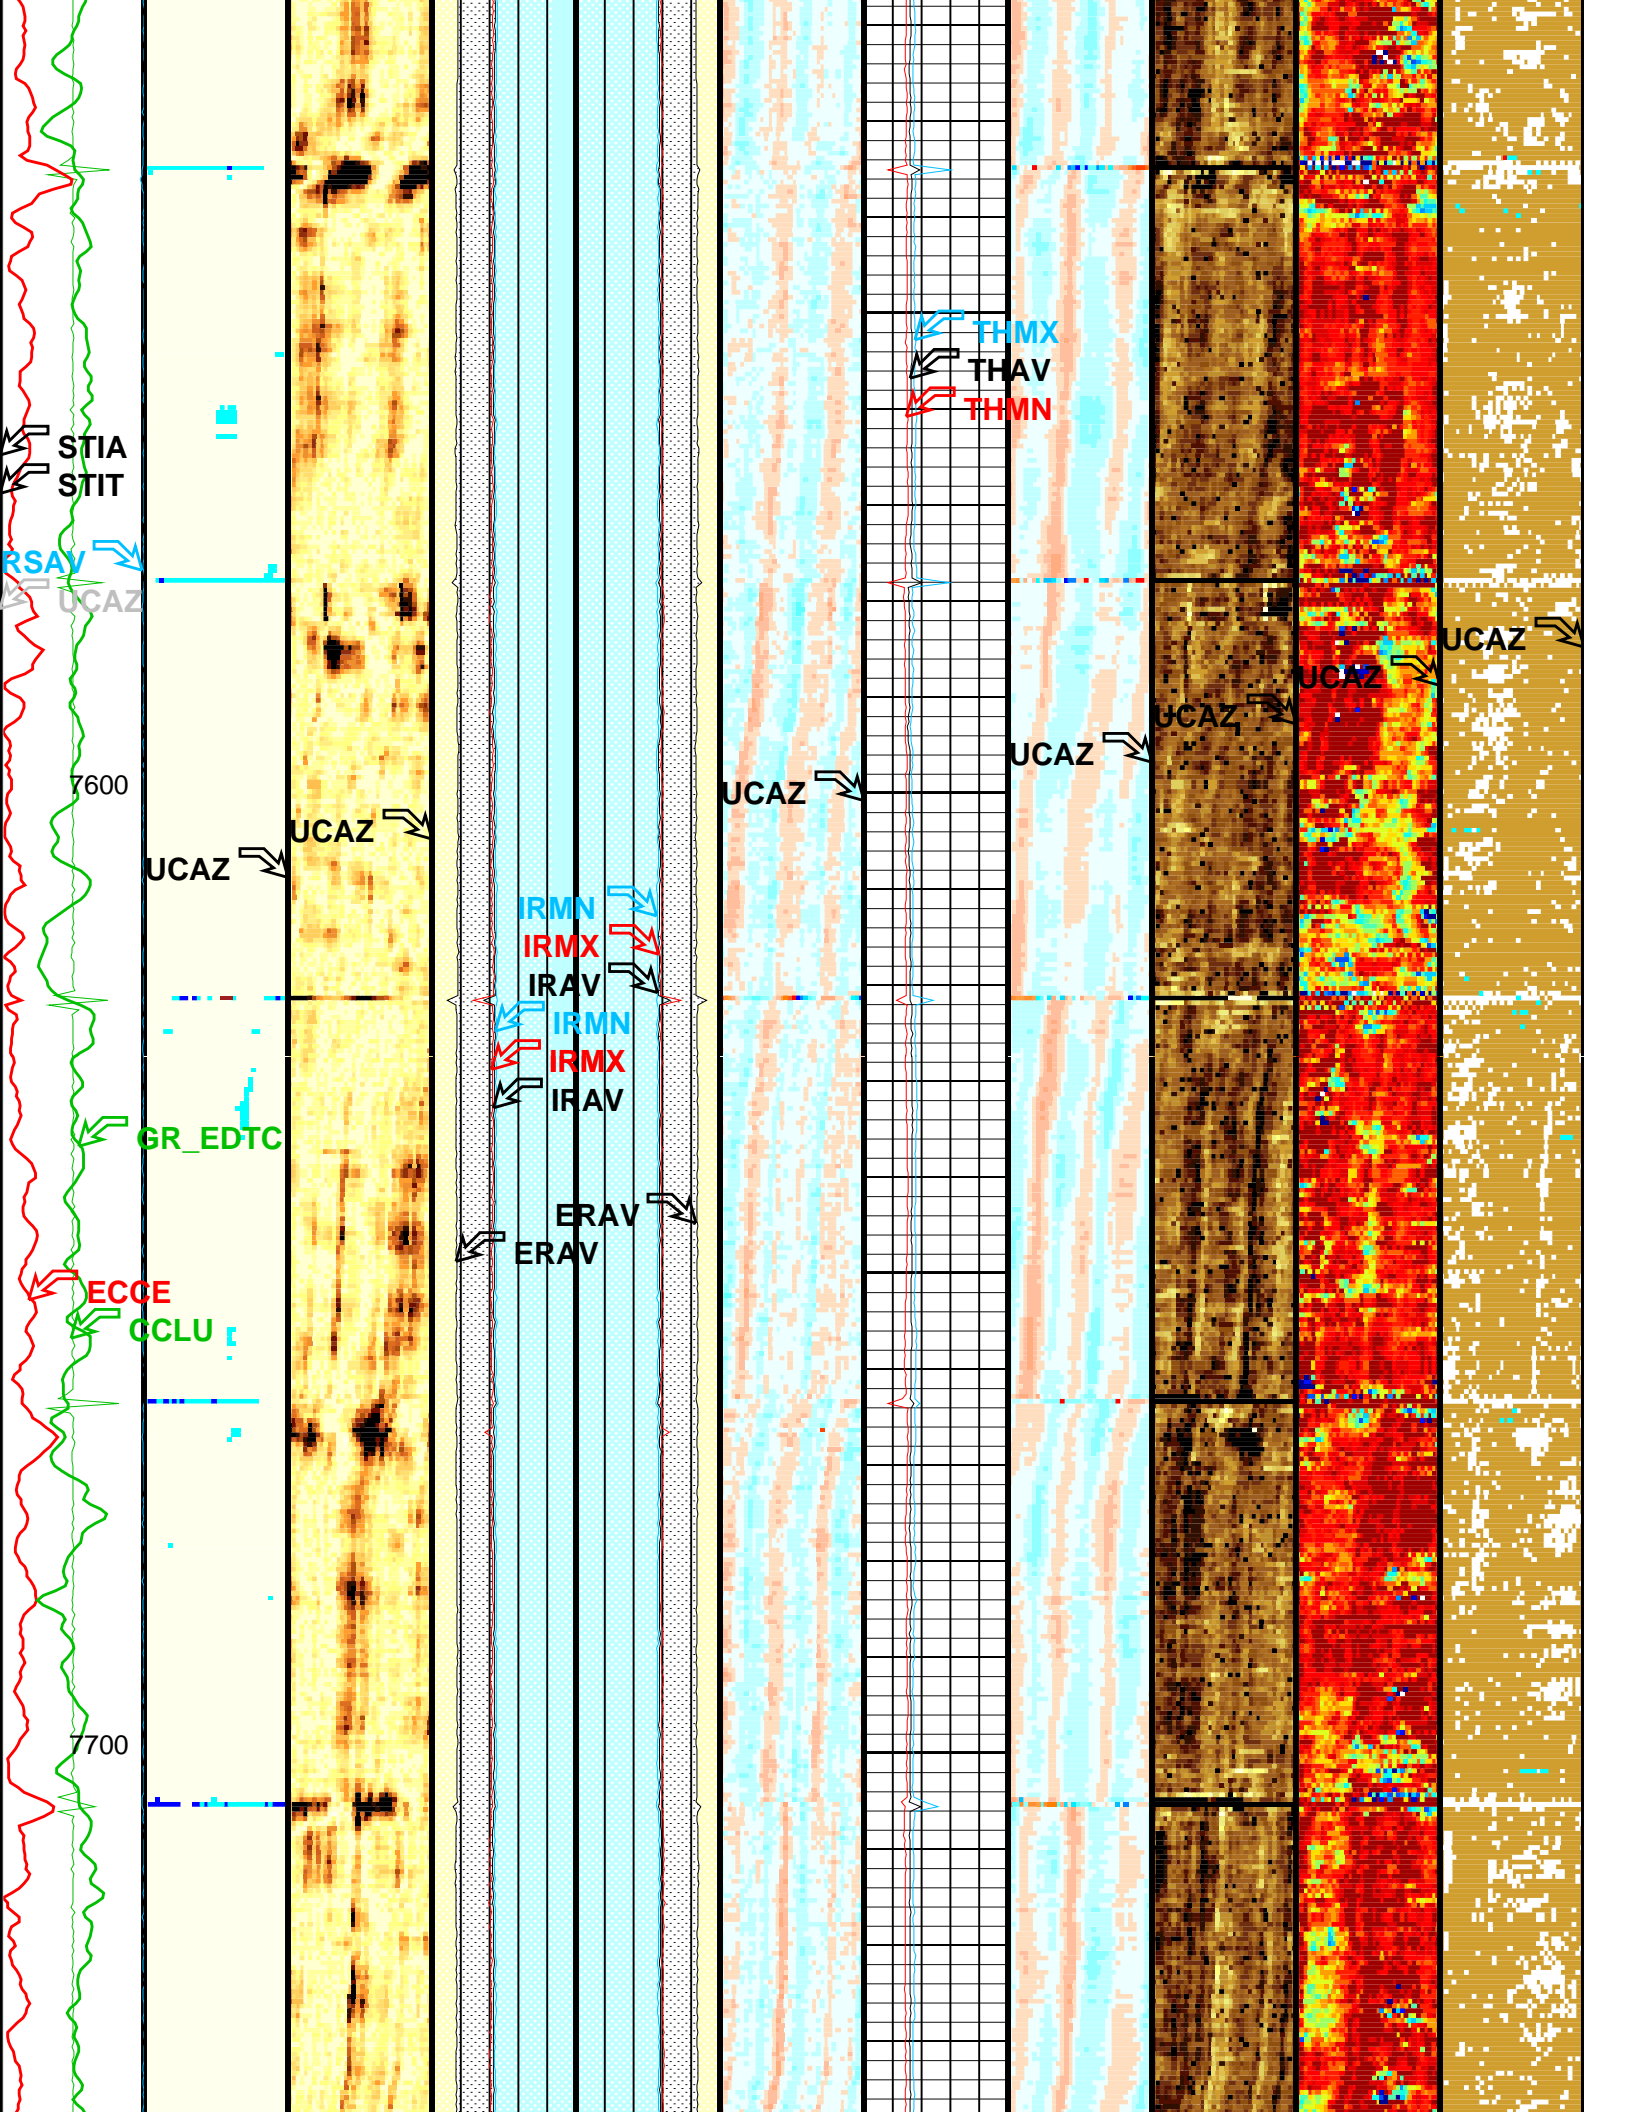 THMX
THAV
THMN
STIA
STIT
RSAV
UCAZ
UCAZ
UCAZ
UCAZ
UCAZ
7600
UCAZ
UCAZ
UCAZ
IRMN
IRMX
IRAV
IRMN
IRMX
IRAV
GR_EDTC
ERAV
ERAV
ECCE
CCLU
7700